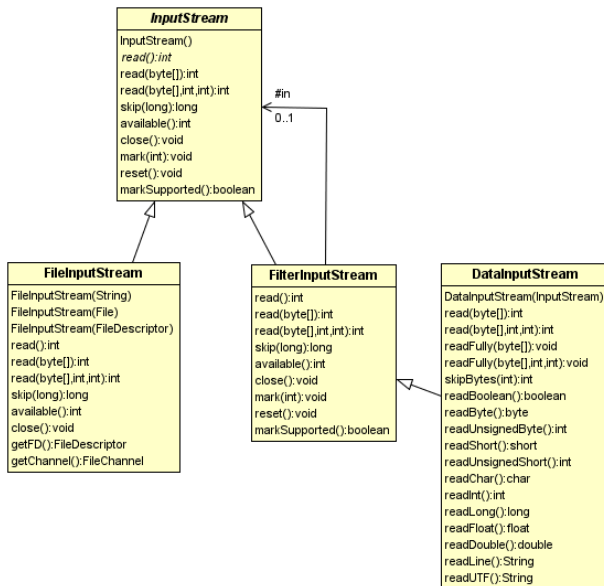 InputStream
InputStream()
read():int
read(byte[]):int
read(byte[],int,int):int
skip(long):long
available():int
close():void
mark(int):void
reset():void
markSupported():boolean
#in
0..1
FileInputStream
FileInputStream(String)
FileInputStream(File)
FileInputStream(FileDescriptor)
read():int
read(byte[]):int
read(byte[],int,int):int
skip(long):long
available():int
close():void
getFD():FileDescriptor
getChannel():FileChannel
FilterInputStream
read():int
read(byte[]):int
read(byte[],int,int):int
skip(long):long
available():int
close():void
mark(int):void
reset():void
markSupported():boolean
DataInputStream
DataInputStream(InputStream)
read(byte[]):int
read(byte[],int,int):int
readFully(byte[]):void
readFully(byte[],int,int):void
skipBytes(int):int
readBoolean():boolean
readByte():byte
readUnsignedByte():int
readShort():short
readUnsignedShort():int
readChar():char
readInt():int
readLong():long
readFloat():float
readDouble():double
readLine():String
readUTF():String